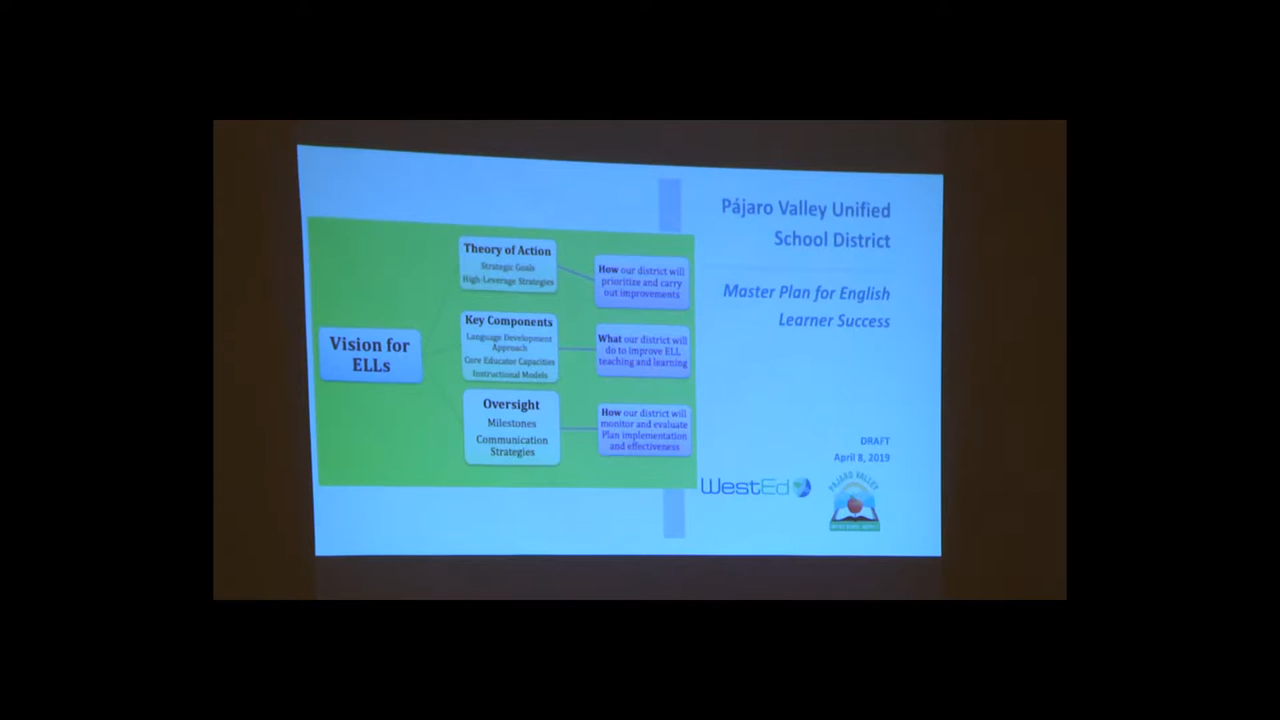 Vision for
ELLs
Theory of Action
Strategic Goals
High-Leverage Strategies
How our district will
prioritize and carry
out improvements
Key Components
Language Development
Approach
Core Educator Capacities
Instructional Models
What our district will
do to improve ELL
teaching and learning
Oversight
Milestones
Communication
Strategies
How our district will
monitor and evaluate
Plan implementation
and effectiveness
Pájaro Valley Unified
School District
Master Plan for English
Learner Success
DRAFT
April 8, 2019
WestEd
PAJARO VALLEY